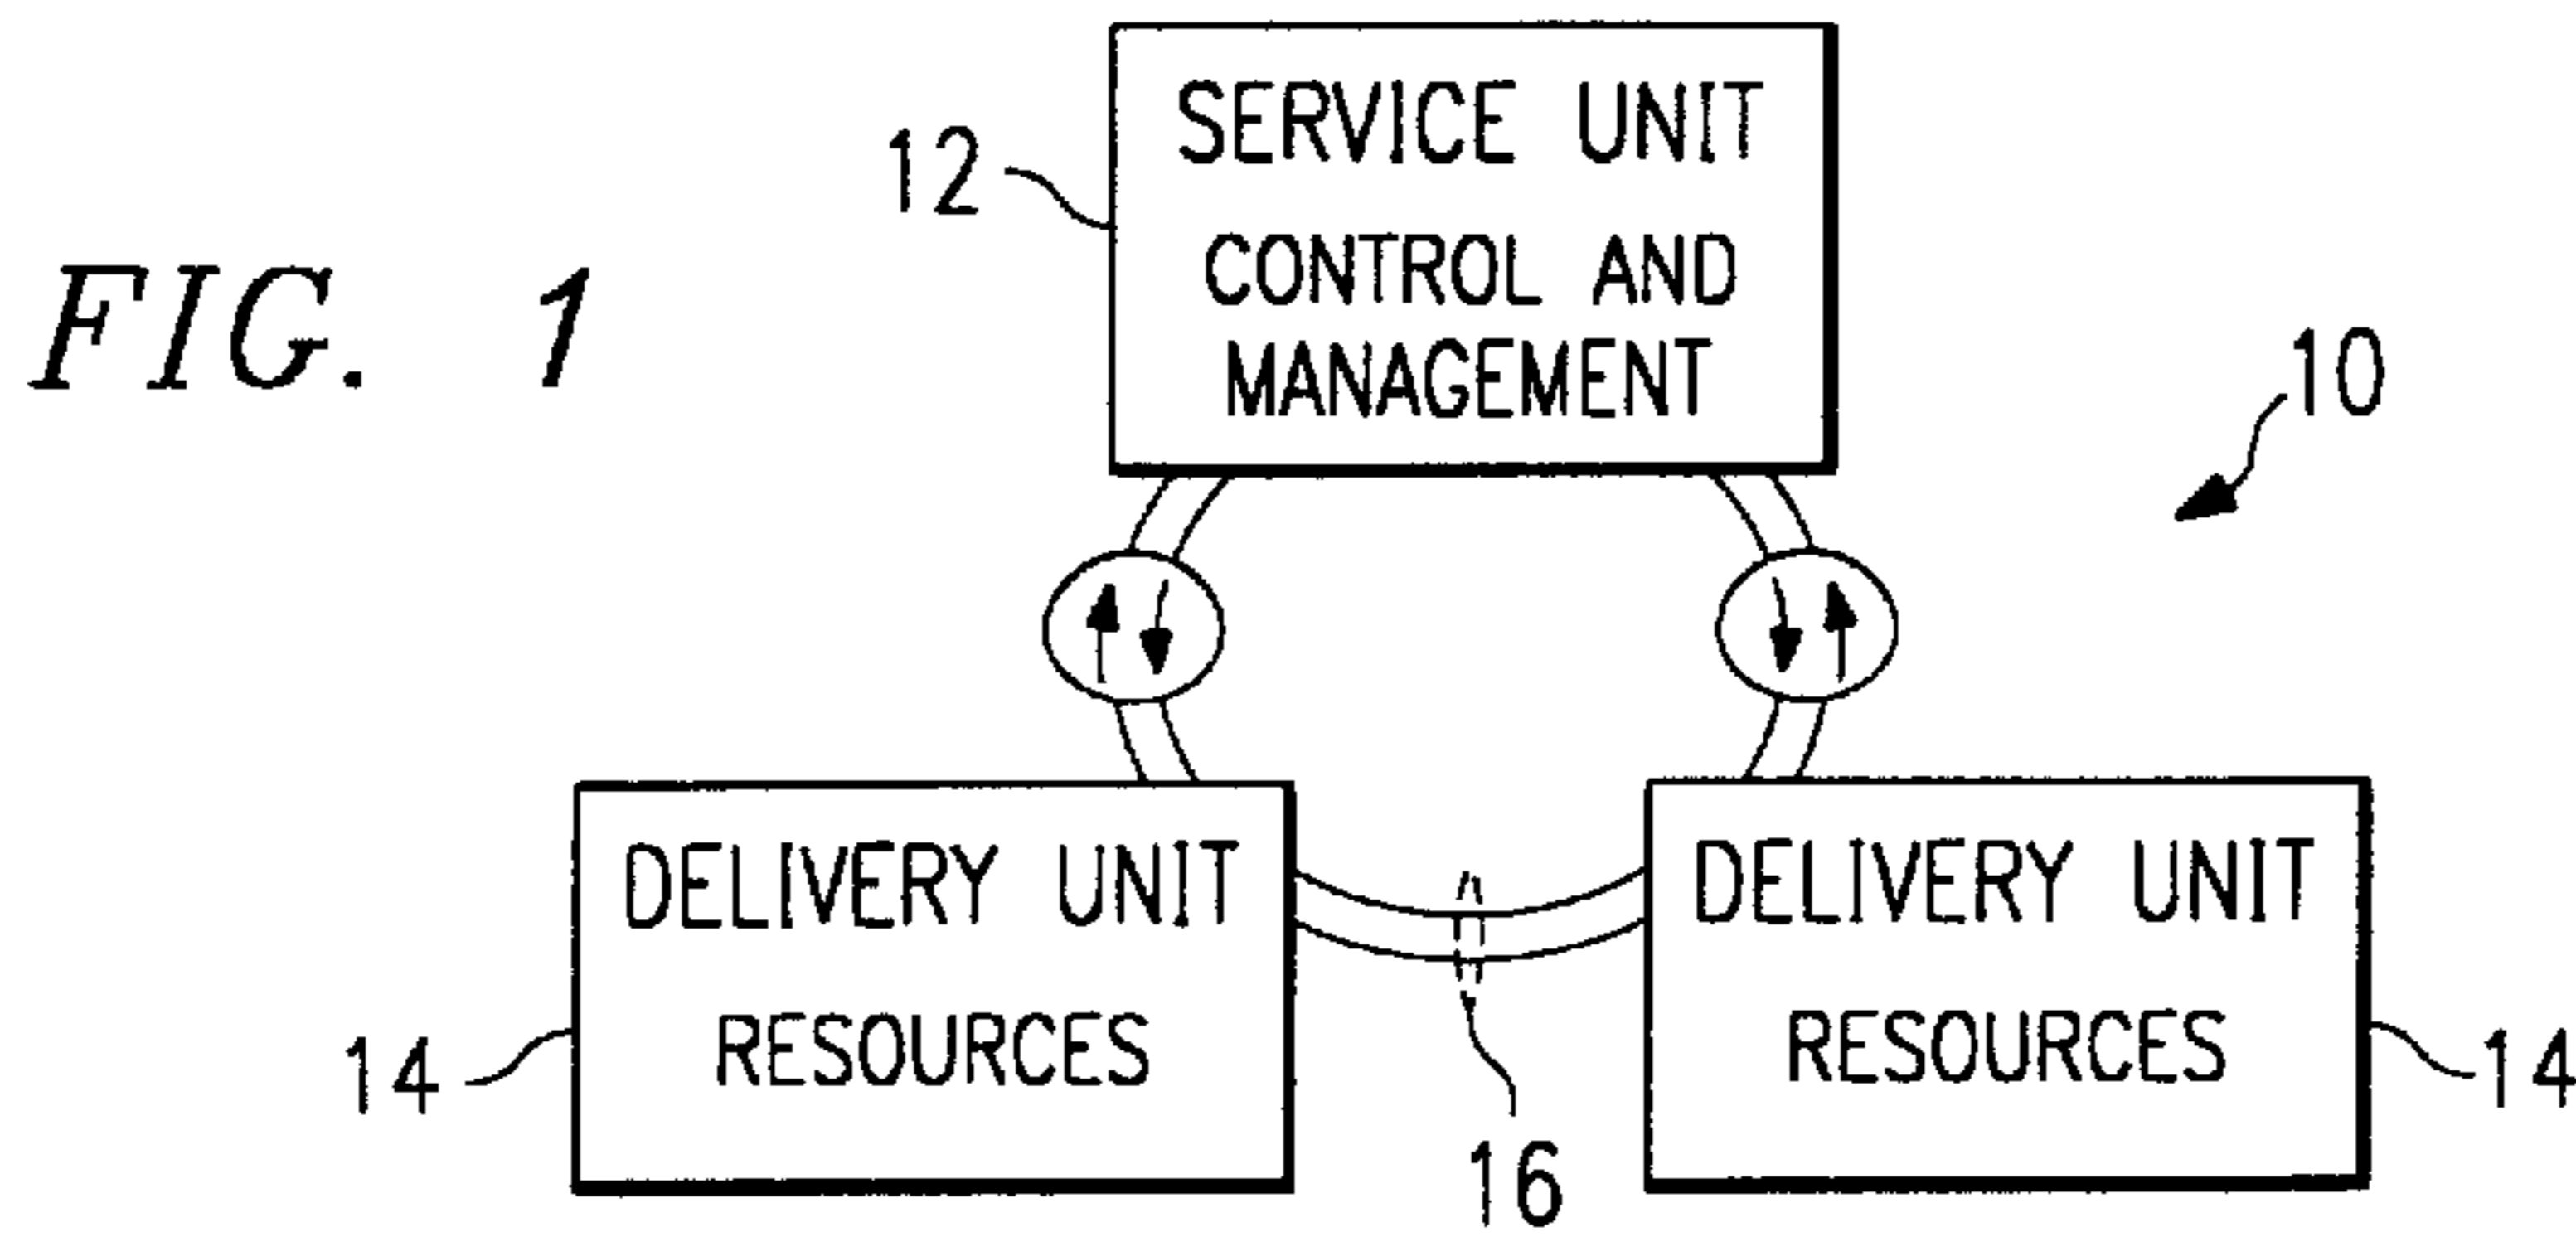 FIG. 1
12
SERVICE UNIT
CONTROL AND
MANAGEMENT
10
DELIVERY UNIT
RESOURCES
14
16
DELIVERY UNIT
RESOURCES
14